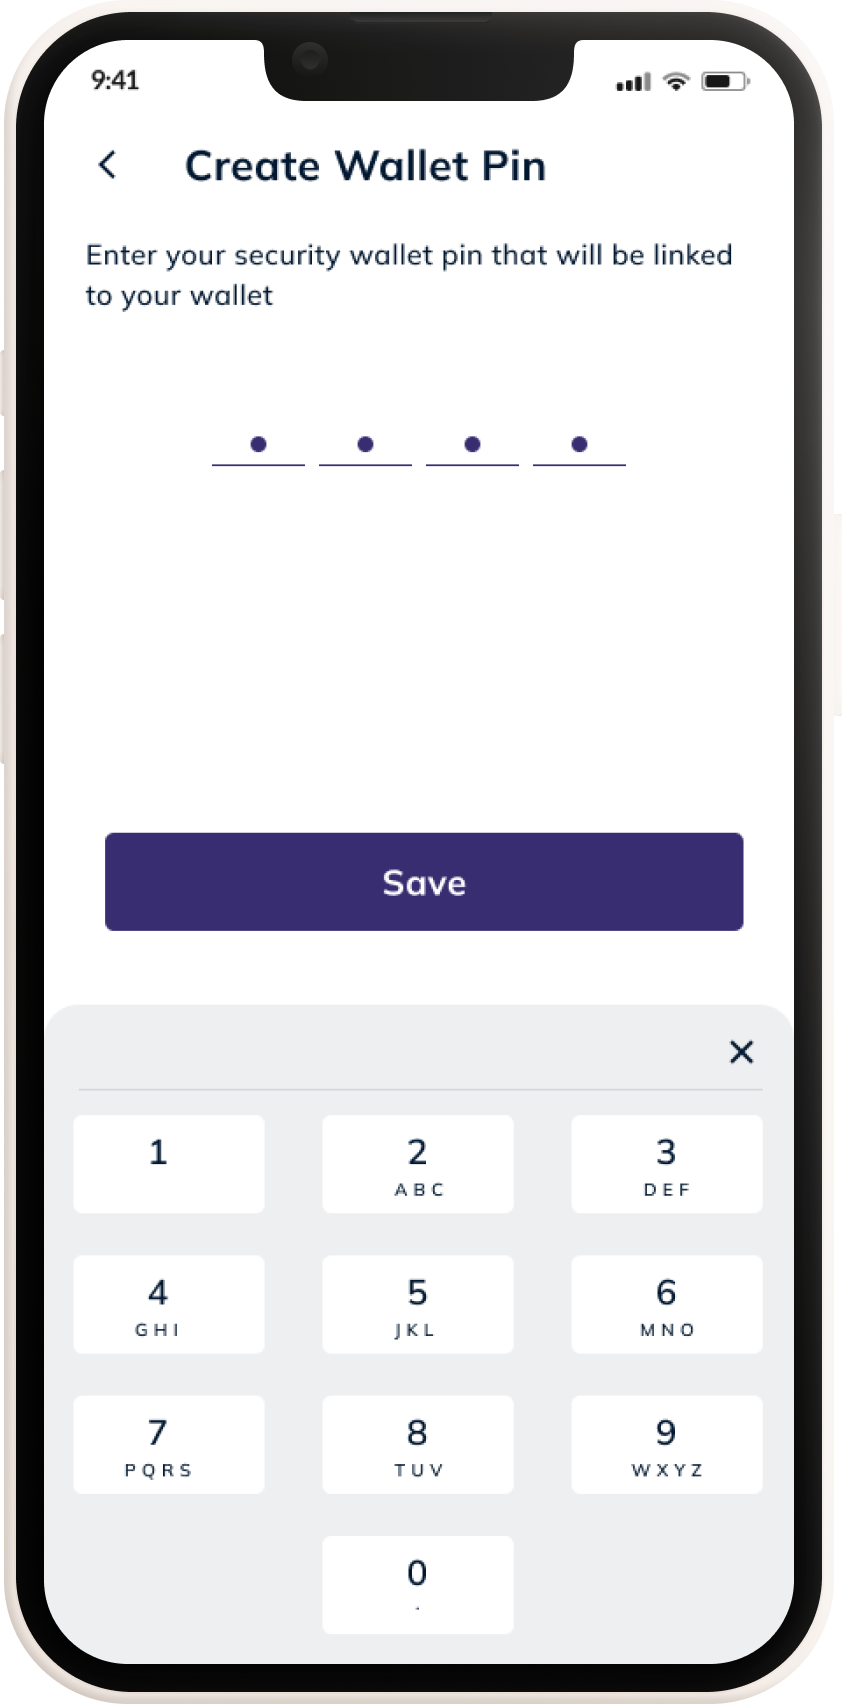 9:41
Create Wallet Pin
Enter your security wallet pin that will be linked
to your wallet
Save
1 2 3
ABC DEF
4 5 6
GHI JKL MNO
7 8 9
PQRS TUV WXYZ
0
.